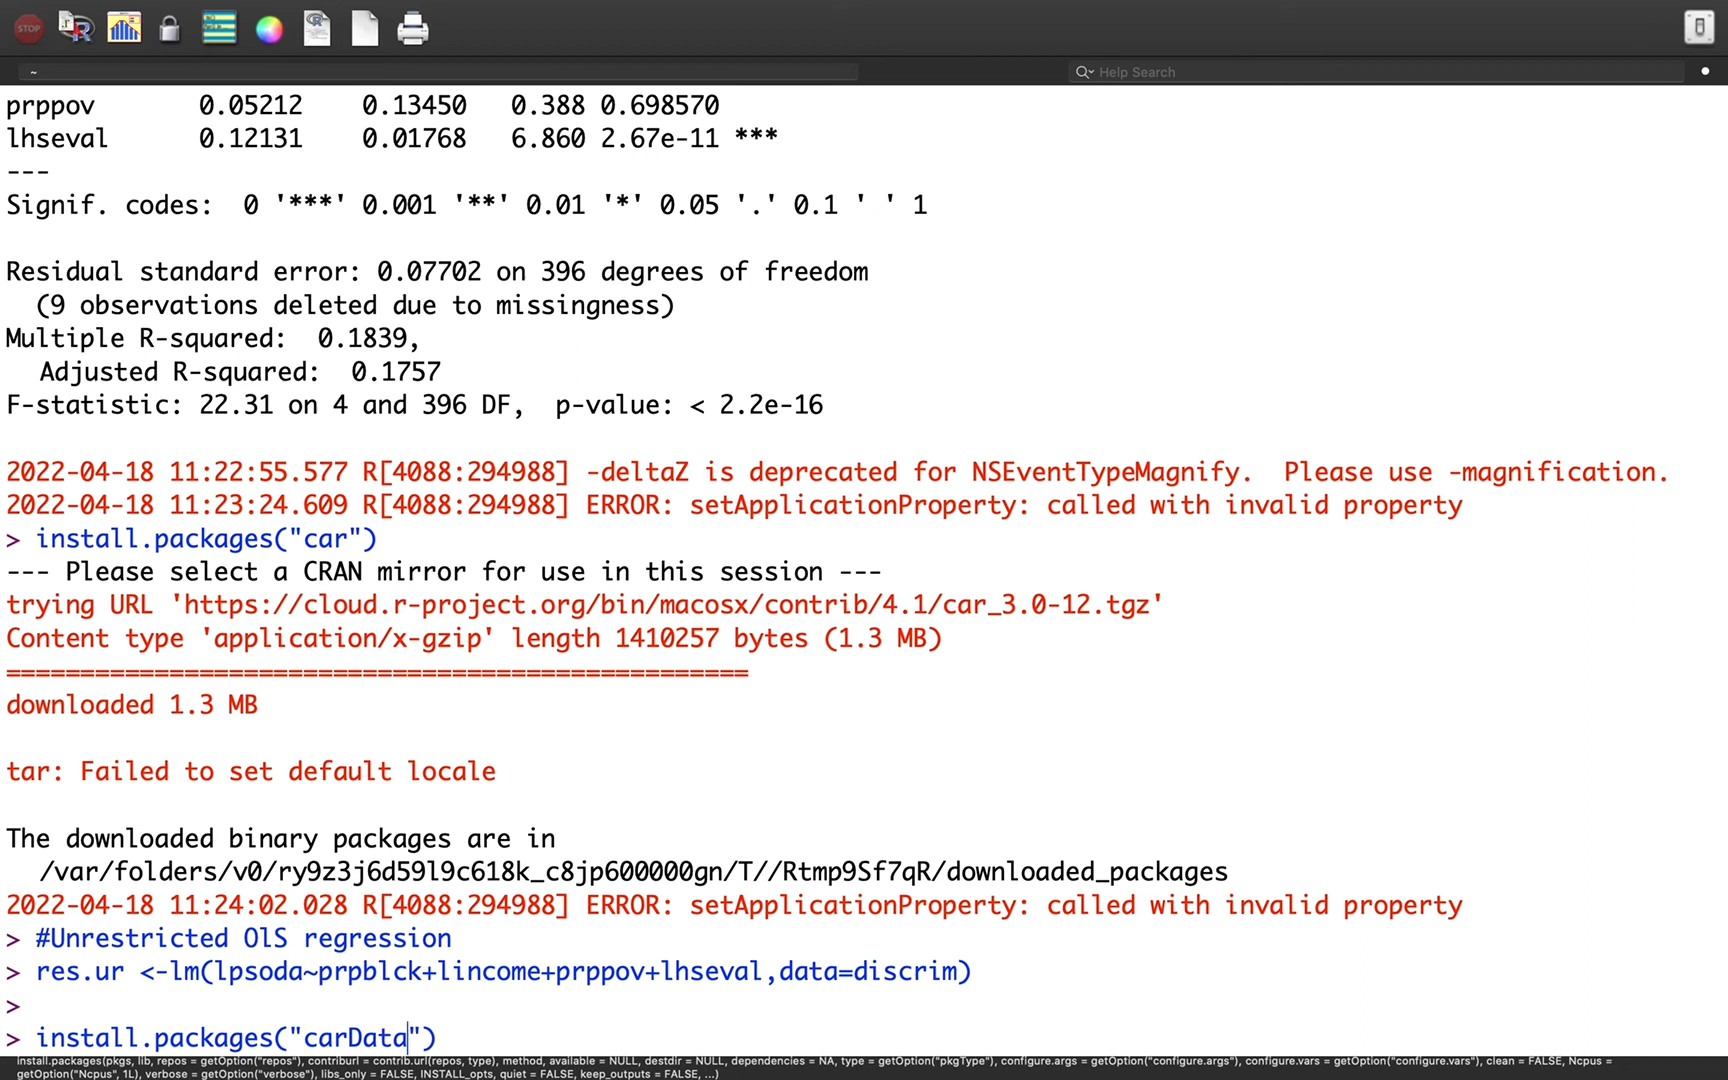 STOP
~
Help Search
prppov 0.05212 0.13450 0.388 0.698570
lhseval 0.12131 0.01768 6.860 2.67e-11 ***
---
Signif. codes: 0 '***' 0.001 '**' 0.01 '*' 0.05 '.' 0.1 ' ' 1
Residual standard error: 0.07702 on 396 degrees of freedom
(9 observations deleted due to missingness)
Multiple R-squared: 0.1839,
Adjusted R-squared: 0.1757
F-statistic: 22.31 on 4 and 396 DF, p-value: < 2.2e-16
2022-04-18 11:22:55.577 R[4088:294988] -deltaZ is deprecated for NSEventTypeMagnify. Please use -magnification.
2022-04-18 11:23:24.609 R[4088:294988] ERROR: setApplicationProperty: called with invalid property
> install.packages("car")
--- Please select a CRAN mirror for use in this session ---
trying URL 'https://cloud.r-project.org/bin/macosx/contrib/4.1/car_3.0-12.tgz'
Content type 'application/x-gzip' length 1410257 bytes (1.3 MB)
==================================================
downloaded 1.3 MB
tar: Failed to set default locale
The downloaded binary packages are in
/var/folders/v0/ry9z3j6d59l9c618k_c8jp600000gn/T//Rtmp9Sf7qR/downloaded_packages
2022-04-18 11:24:02.028 R[4088:294988] ERROR: setApplicationProperty: called with invalid property
> #Unrestricted OlS regression
> res.ur <-lm(lpsoda~prpblck+lincome+prppov+lhseval,data=discrim)
>
> install.packages("carData")
install.packages(pkgs, lib, repos = getOption("repos"), contriburl = contrib.url(repos, type), method, available = NULL, destdir = NULL, dependencies = NA, type = getOption("pkgType"), configure.args = getOption("configure.args"), configure.vars = getOption("configure.vars"), clean = FALSE, Ncpus =
getOption("Ncpus", 1L), verbose = getOption("verbose"), libs_only = FALSE, INSTALL_opts, quiet = FALSE, keep_outputs = FALSE, ...)